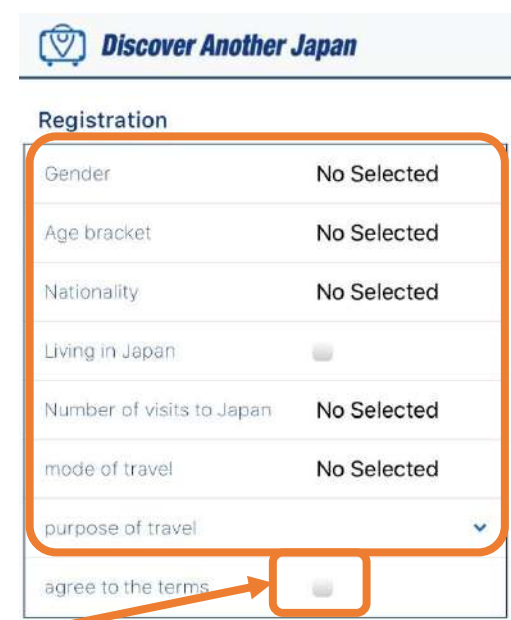 Discover Another Japan
Registration
Gender No Selected
Age bracket No Selected
Nationality No Selected
Living in Japan
Number of visits to Japan No Selected
mode of travel No Selected
purpose of travel
agree to the terms